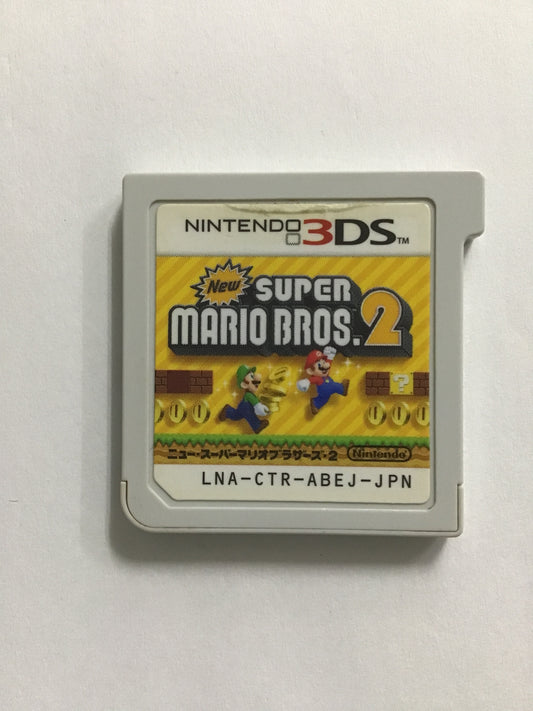 NINTENDO 3DS™
New SUPER
MARIO BROS. 2
?
ニュー・スーパーマリオブラザーズ・2 Nintendo
LNA-CTR-ABEJ-JPN